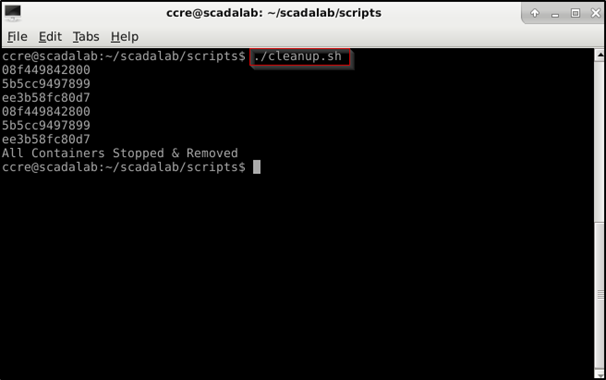 ccre@scadalab: ~/scadalab/scripts
File Edit Tabs Help
ccre@scadalab:~/scadalab/scripts$ ./cleanup.sh
08f449842800
5b5cc9497899
ee3b58fc80d7
08f449842800
5b5cc9497899
ee3b58fc80d7
All Containers Stopped & Removed
ccre@scadalab:~/scadalab/scripts$